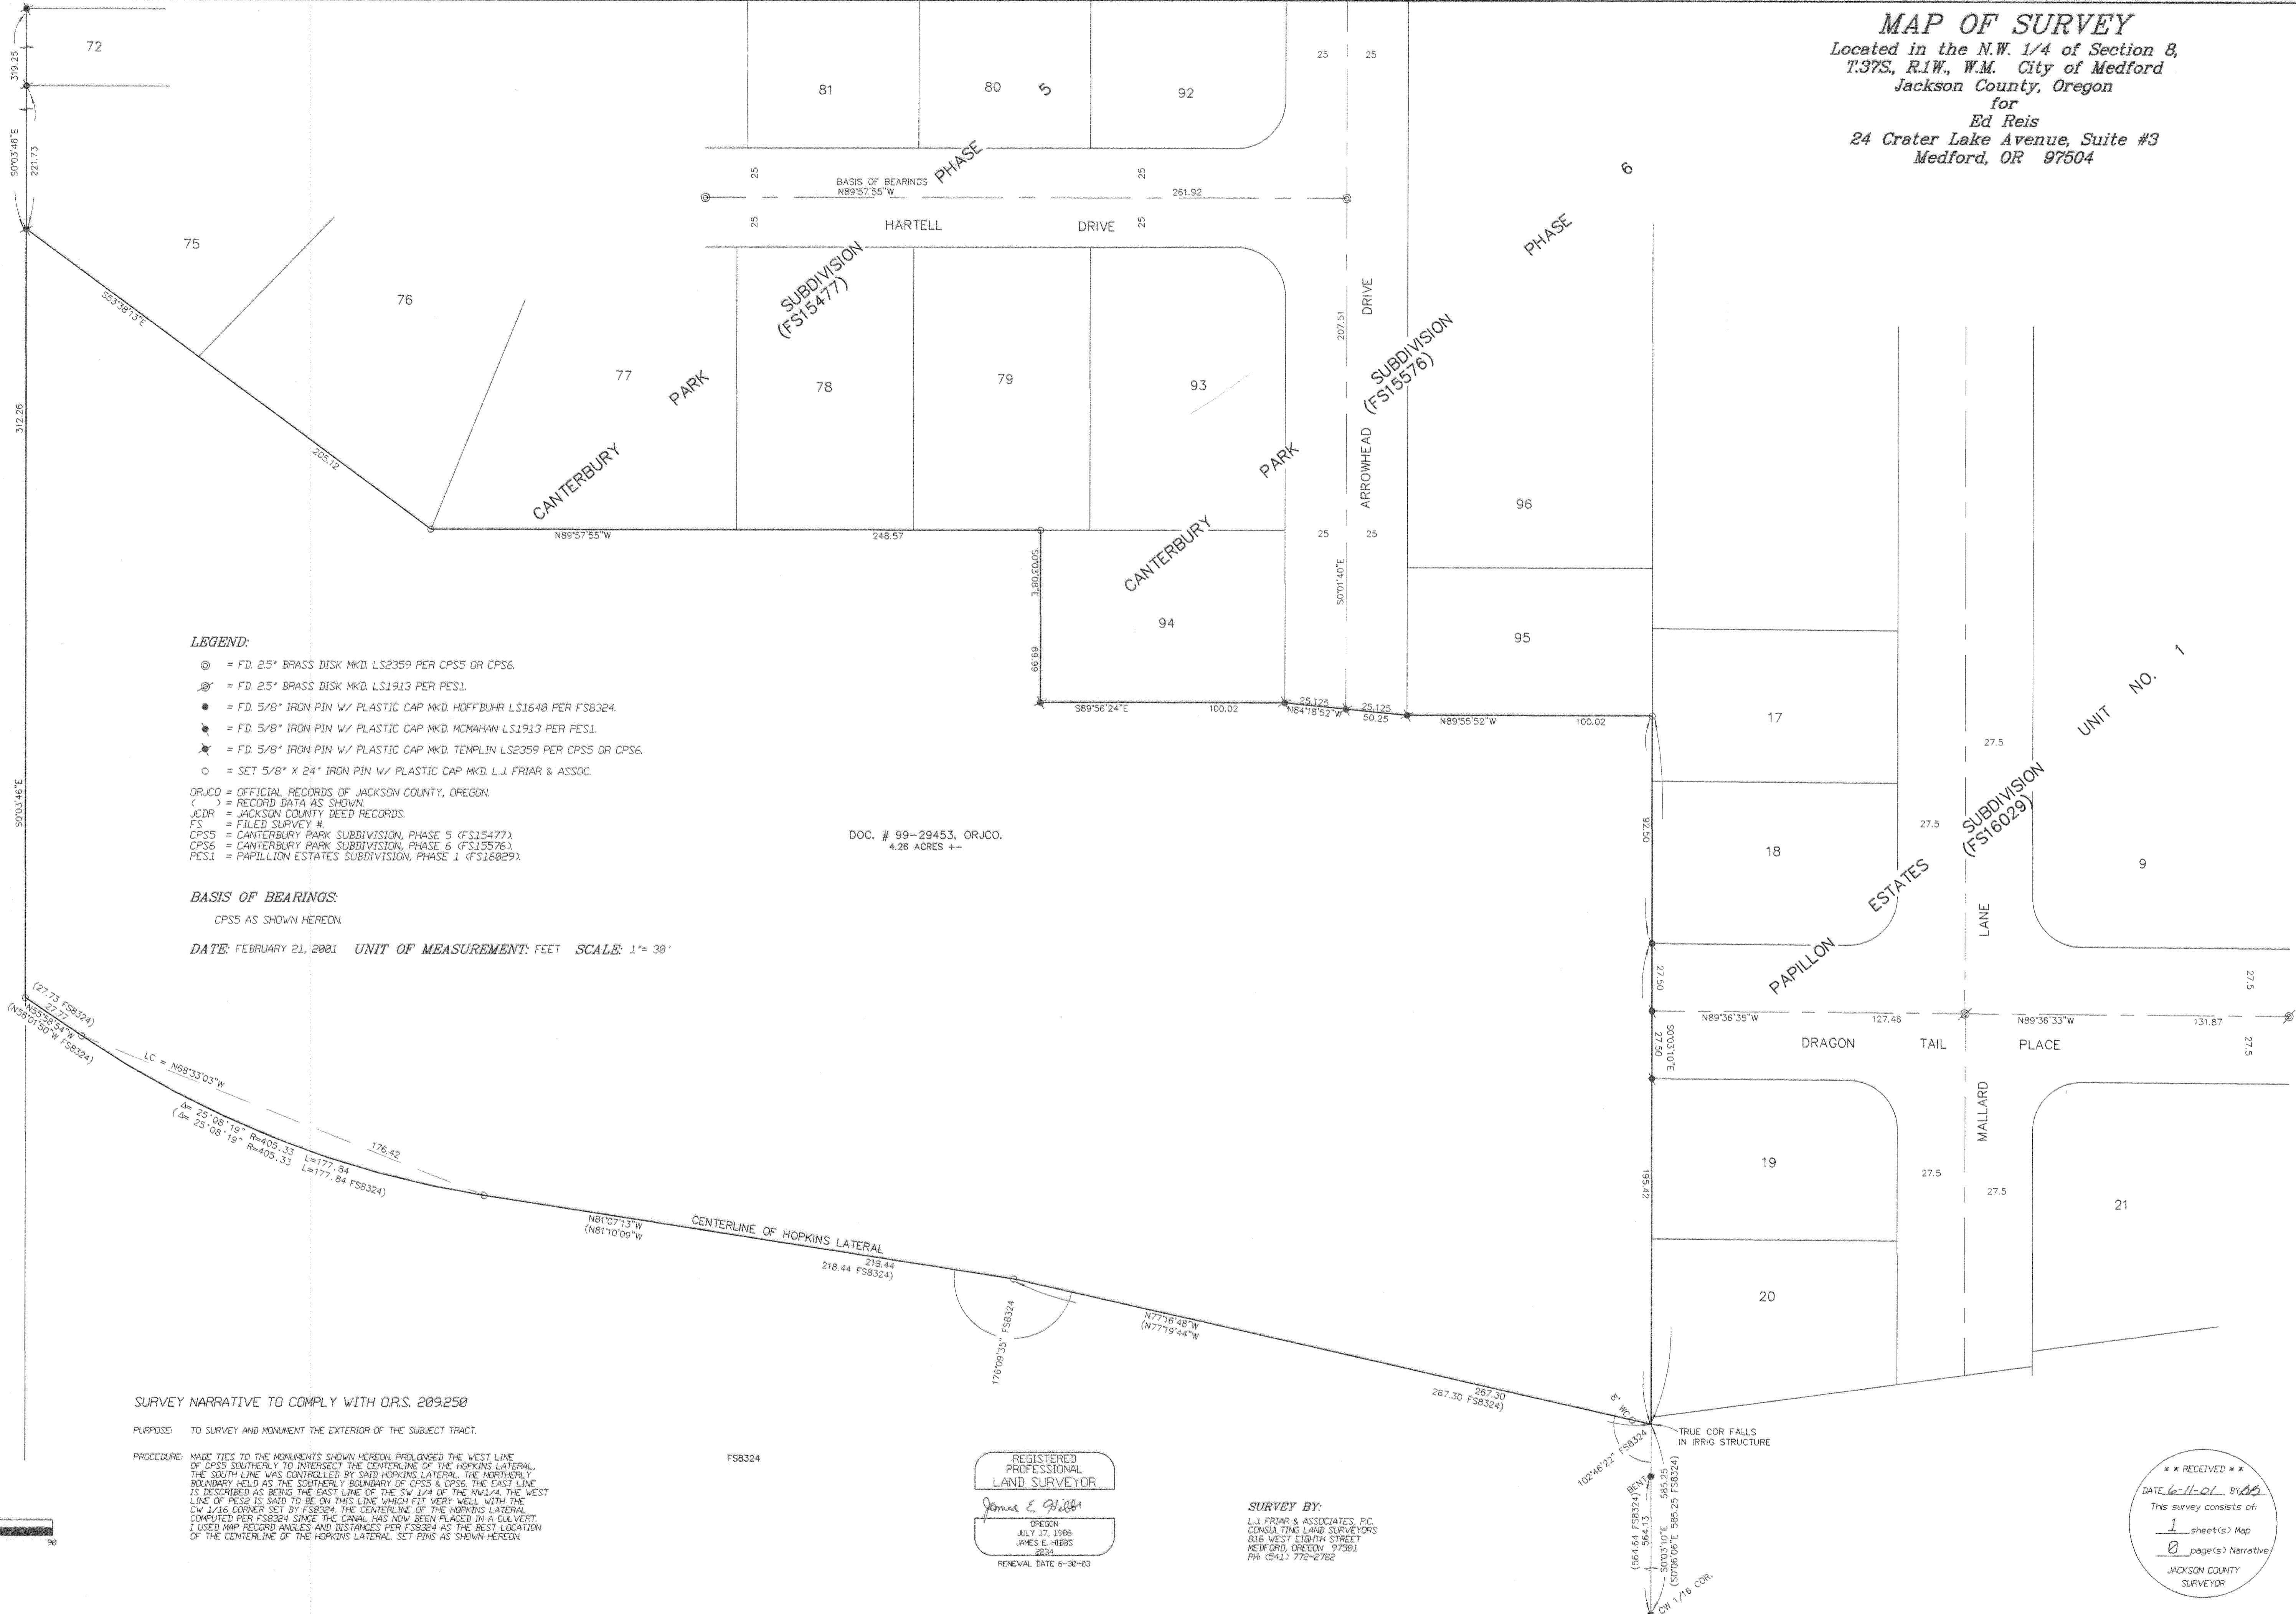 MAP OF SURVEY
Located in the N.W. 1/4 of Section 8,
T.37S., R.1W., W.M. City of Medford
Jackson County, Oregon
for
Ed Reis
24 Crater Lake Avenue, Suite #3
Medford, OR 97504
72
319.25
S0°03'46"E
221.73
75
76
77
81
80
5
92
25
25
PHASE
25
25
BASIS OF BEARINGS
N89°57'55"W
261.92
25
25
HARTELL DRIVE
SUBDIVISION
(FS15477)
PARK
CANTERBURY
78
79
93
6
PHASE
SUBDIVISION
(FS15576)
PARK
CANTERBURY
207.51
ARROWHEAD DRIVE
S0°01'40"E
25
25
96
95
94
S53°38'13"E
205.12
312.26
S0°03'46"E
N89°57'55"W
248.57
S0°03'08"E
69.99
S89°56'24"E
100.02
25.125
N84°18'52"W
25.125
50.25
N89°55'52"W
100.02
LEGEND:
= FD. 2.5" BRASS DISK MKD. LS2359 PER CPS5 OR CPS6.
= FD. 2.5" BRASS DISK MKD. LS1913 PER PES1.
= FD. 5/8" IRON PIN W/ PLASTIC CAP MKD. HOFFBUHR LS1640 PER FS8324.
= FD. 5/8" IRON PIN W/ PLASTIC CAP MKD. MCMAHAN LS1913 PER PES1.
= FD. 5/8" IRON PIN W/ PLASTIC CAP MKD. TEMPLIN LS2359 PER CPS5 OR CPS6.
= SET 5/8" X 24" IRON PIN W/ PLASTIC CAP MKD. L.J. FRIAR & ASSOC.
ORJCO = OFFICIAL RECORDS OF JACKSON COUNTY, OREGON.
( ) = RECORD DATA AS SHOWN.
JCDR = JACKSON COUNTY DEED RECORDS.
FS = FILED SURVEY #.
CPS5 = CANTERBURY PARK SUBDIVISION, PHASE 5 (FS15477).
CPS6 = CANTERBURY PARK SUBDIVISION, PHASE 6 (FS15576).
PES1 = PAPILLION ESTATES SUBDIVISION, PHASE 1 (FS16029).
BASIS OF BEARINGS:
CPS5 AS SHOWN HEREON.
DATE: FEBRUARY 21, 2001 UNIT OF MEASUREMENT: FEET SCALE: 1"= 30'
DOC. # 99-29453, ORJCO.
4.26 ACRES +-
17
18
9
UNIT NO. 1
SUBDIVISION
(FS16029)
ESTATES
PAPILLON
27.5
27.5
MALLARD LANE
92.50
27.50
27.50
S0°03'10"E
195.42
N89°36'35"W
127.46
N89°36'33"W
131.87
27.5
27.5
DRAGON TAIL PLACE
19
20
21
27.5
27.5
(27.73 FS8324)
27.77
N55°58'54"W
(N56°01'50"W FS8324)
LC = N68°33'03"W
176.42
Δ= 25°08'19" R=405.33 L=177.84
(Δ= 25°08'19" R=405.33 L=177.84 FS8324)
N81°07'13"W
(N81°10'09"W
CENTERLINE OF HOPKINS LATERAL
218.44
218.44 FS8324)
176°09'35" FS8324
N77°16'48"W
(N77°19'44"W
267.30
267.30 FS8324)
8' WC
TRUE COR FALLS
IN IRRIG STRUCTURE
102°46'22" FS8324
BENT
(564.64 FS8324)
564.13
S0°03'10"E 585.25
(S0°06'06"E 585.25 FS8324)
CW 1/16 COR.
SURVEY NARRATIVE TO COMPLY WITH O.R.S. 209.250
PURPOSE: TO SURVEY AND MONUMENT THE EXTERIOR OF THE SUBJECT TRACT.
PROCEDURE: MADE TIES TO THE MONUMENTS SHOWN HEREON. PROLONGED THE WEST LINE
OF CPS5 SOUTHERLY TO INTERSECT THE CENTERLINE OF THE HOPKINS LATERAL,
THE SOUTH LINE WAS CONTROLLED BY SAID HOPKINS LATERAL. THE NORTHERLY
BOUNDARY HELD AS THE SOUTHERLY BOUNDARY OF CPS5 & CPS6. THE EAST LINE
IS DESCRIBED AS BEING THE EAST LINE OF THE SW 1/4 OF THE NW1/4. THE WEST
LINE OF PES2 IS SAID TO BE ON THIS LINE WHICH FIT VERY WELL WITH THE
CW 1/16 CORNER SET BY FS8324. THE CENTERLINE OF THE HOPKINS LATERAL
COMPUTED PER FS8324 SINCE THE CANAL HAS NOW BEEN PLACED IN A CULVERT.
I USED MAP RECORD ANGLES AND DISTANCES PER FS8324 AS THE BEST LOCATION
OF THE CENTERLINE OF THE HOPKINS LATERAL. SET PINS AS SHOWN HEREON.
90
FS8324
REGISTERED
PROFESSIONAL
LAND SURVEYOR
James E. Hibbs
OREGON
JULY 17, 1986
JAMES E. HIBBS
2234
RENEWAL DATE 6-30-03
SURVEY BY:
L.J. FRIAR & ASSOCIATES, P.C.
CONSULTING LAND SURVEYORS
816 WEST EIGHTH STREET
MEDFORD, OREGON 97501
PH: (541) 772-2782
* * RECEIVED * *
DATE 6-11-01 BY
This survey consists of:
1 sheet(s) Map
0 page(s) Narrative
JACKSON COUNTY
SURVEYOR